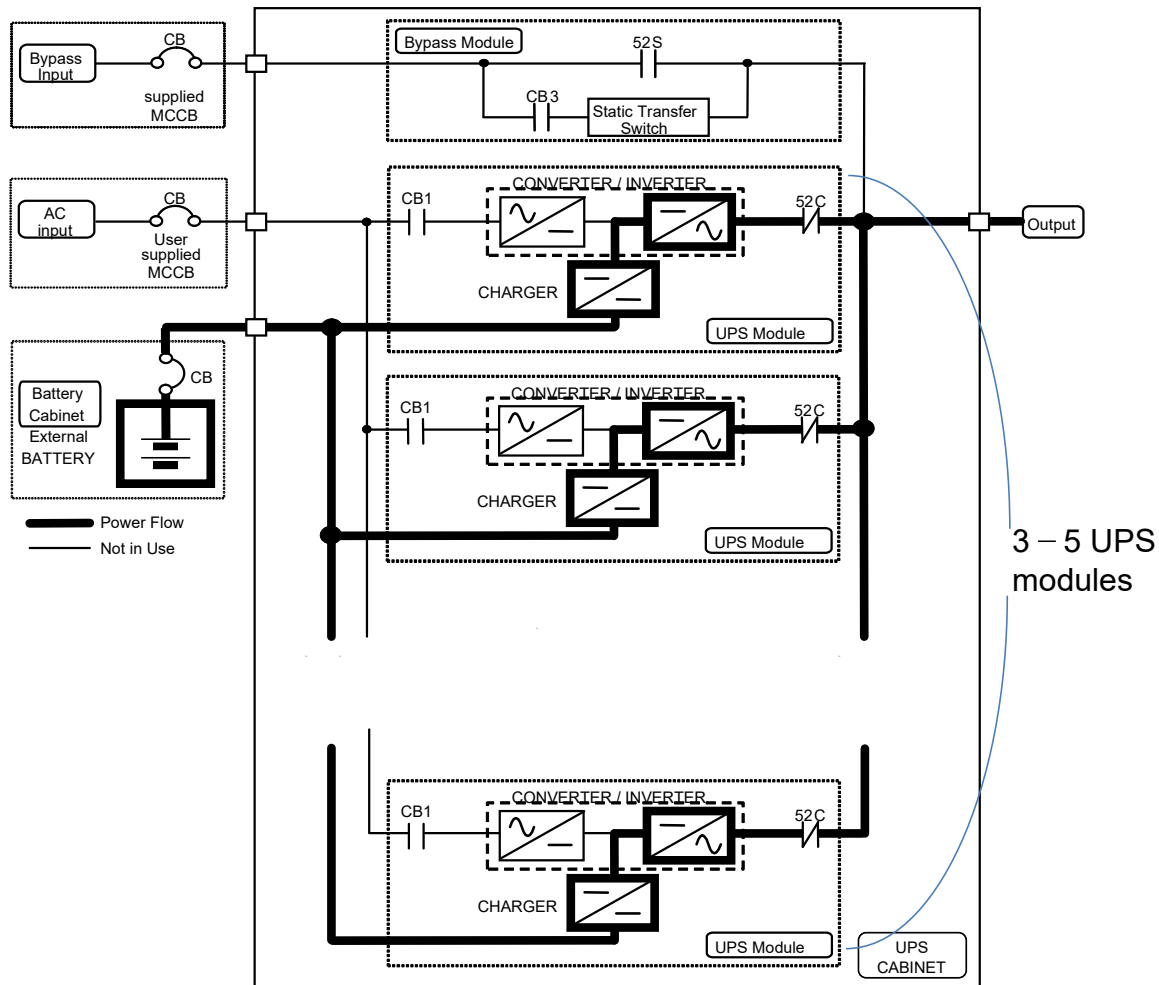 Bypass
Input
CB
supplied
MCCB
Bypass Module
52S
CB3
Static Transfer
Switch
AC
input
CB
User
supplied
MCCB
CB1
CONVERTER / INVERTER
52C
CHARGER
UPS Module
Output
Battery
Cabinet
External
BATTERY
CB
CB1
CONVERTER / INVERTER
52C
CHARGER
UPS Module
Power Flow
Not in Use
3 – 5 UPS
modules
CB1
CONVERTER / INVERTER
52C
CHARGER
UPS Module
UPS
CABINET